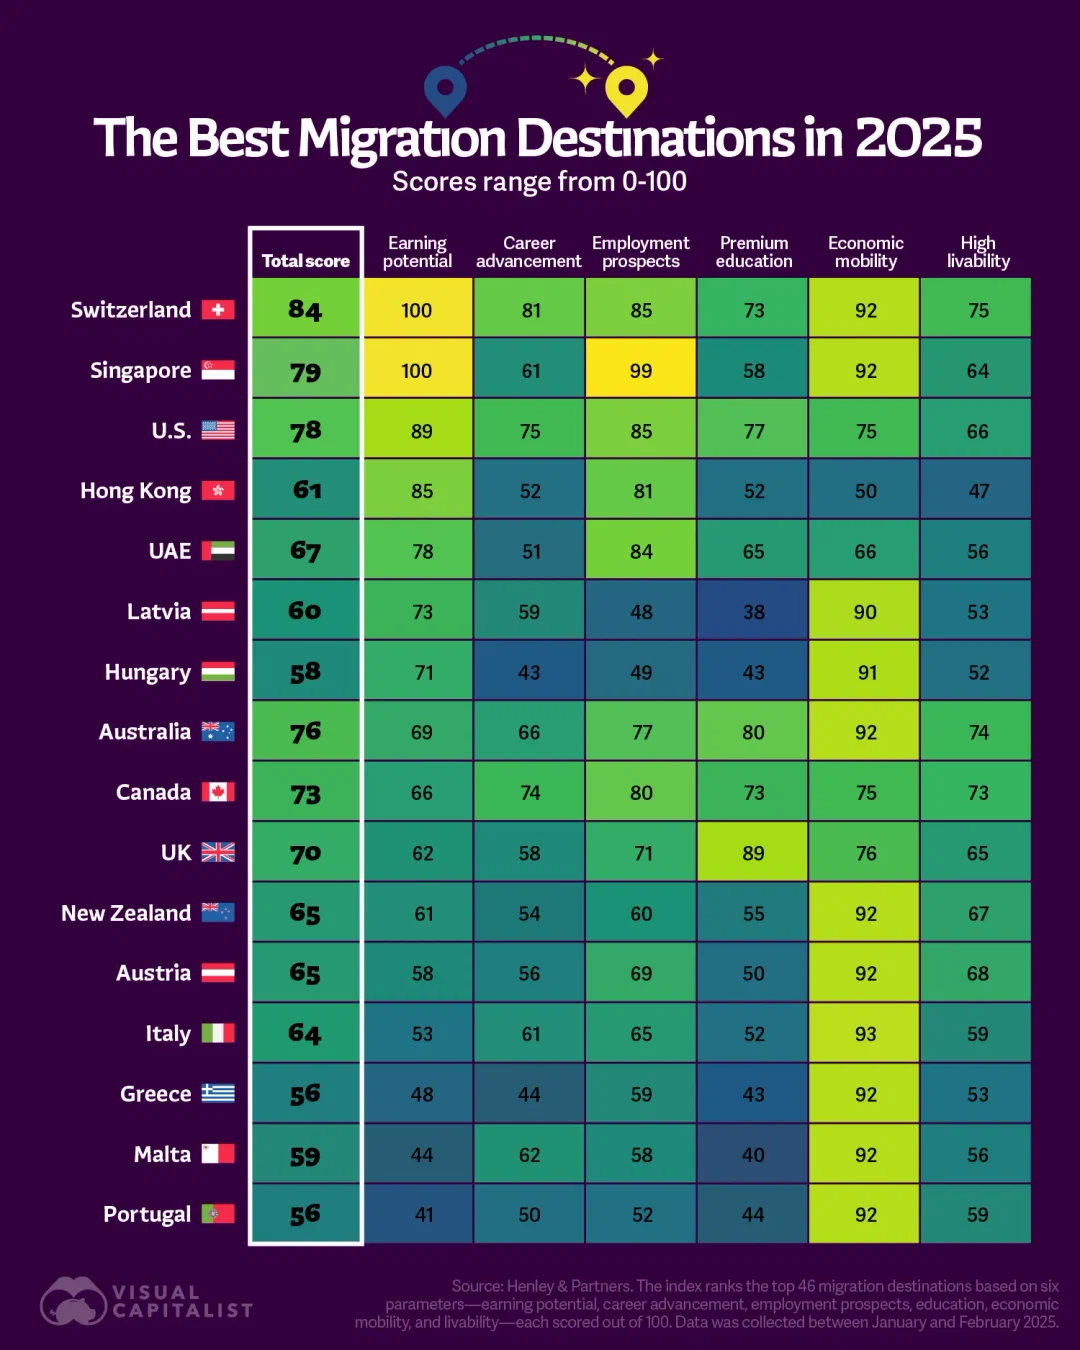 The Best Migration Destinations in 2025
Scores range from 0-100
Total score Earning potential Career advancement Employment prospects Premium education Economic mobility High livability
Switzerland 84 100 81 85 73 92 75
Singapore 79 100 61 99 58 92 64
U.S. 78 89 75 85 77 75 66
Hong Kong 61 85 52 81 52 50 47
UAE 67 78 51 84 65 66 56
Latvia 60 73 59 48 38 90 53
Hungary 58 71 43 49 43 91 52
Australia 76 69 66 77 80 92 74
Canada 73 66 74 80 73 75 73
UK 70 62 58 71 89 76 65
New Zealand 65 61 54 60 55 92 67
Austria 65 58 56 69 50 92 68
Italy 64 53 61 65 52 93 59
Greece 56 48 44 59 43 92 53
Malta 59 44 62 58 40 92 56
Portugal 56 41 50 52 44 92 59
VISUAL
CAPITALIST
Source: Henley & Partners. The index ranks the top 46 migration destinations based on six
parameters—earning potential, career advancement, employment prospects, education, economic
mobility, and livability—each scored out of 100. Data was collected between January and February 2025.